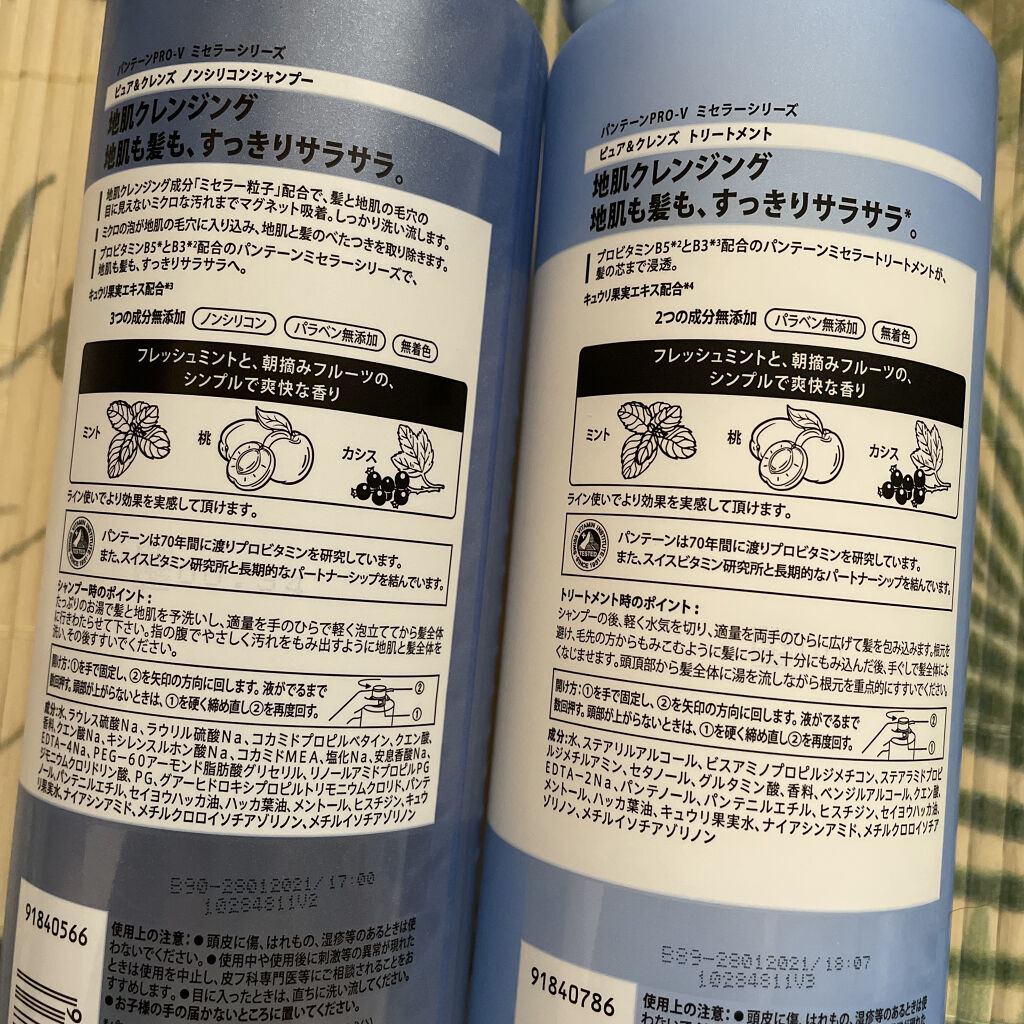 パンテーンPRO-V ミセラーシリーズ
ピュア&クレンズ ノンシリコンシャンプー
地肌クレンジング
地肌も髪も、すっきりサラサラ。
地肌クレンジング成分「ミセラー粒子」配合で、髪と地肌の毛穴の
目に見えないミクロな汚れまでマグネット吸着。しっかり洗い流します。
ミクロの泡が地肌の毛穴に入り込み、地肌と髪のべたつきを取り除きます。
プロビタミンB5*とB3*²配合のパンテーンミセラーシリーズで、
地肌も髪も、すっきりサラサラへ。
キュウリ果実エキス配合*³
3つの成分無添加 ノンシリコン パラベン無添加 無着色
フレッシュミントと、朝摘みフルーツの、
シンプルで爽快な香り
ミント 桃 カシス
ライン使いでより効果を実感して頂けます。
パンテーンは70年間に渡りプロビタミンを研究しています。
また、スイスビタミン研究所と長期的なパートナーシップを結んでいます。
シャンプー時のポイント:
たっぷりのお湯で髪と地肌を予洗いし、適量を手のひらで軽く泡立ててから髪全体
に行きわたらせて下さい。指の腹でやさしく汚れをもみ出すように地肌と髪全体を
洗い、その後すすいでください。
開け方:①を手で固定し、②を矢印の方向に回します。液がでるまで
数回押す。頭部が上がらないときは、①を硬く締め直し②を再度回す。
② ①
成分:水、ラウレス硫酸Na、ラウリル硫酸Na、コカミドプロピルベタイン、クエン酸、
香料、クエン酸Na、キシレンスルホン酸Na、コカミドMEA、塩化Na、安息香酸Na、
EDTA-4Na、PEG-60アーモンド脂肪酸グリセリル、リノールアミドプロピルPG
ジモニウムクロリドリン酸、PG、グアーヒドロキシプロピルトリモニウムクロリド、パンテ
ノール、パンテニルエチル、セイヨウハッカ油、ハッカ葉油、メントール、ヒスチジン、キュウ
リ果実水、ナイアシンアミド、メチルクロロイソチアゾリノン、メチルイソチアゾリノン
B90-28012021/17:00
10284811V2
91840566
使用上の注意:●頭皮に傷、はれもの、湿疹等のあるときは使
わないでください。●使用中や使用後に刺激等の異常が現れた
ときは使用を中止し、皮フ科専門医等にご相談されることをお
すすめします。●目に入ったときは、直ちに洗い流してください。
●お子様の手の届かないところに置いてください。
パンテーンPRO-V ミセラーシリーズ
ピュア&クレンズ トリートメント
地肌クレンジング
地肌も髪も、すっきりサラサラ*。
プロビタミンB5*²とB3*³配合のパンテーンミセラートリートメントが、
髪の芯まで浸透。
キュウリ果実エキス配合*⁴
2つの成分無添加 パラベン無添加 無着色
フレッシュミントと、朝摘みフルーツの、
シンプルで爽快な香り
ミント 桃 カシス
ライン使いでより効果を実感して頂けます。
パンテーンは70年間に渡りプロビタミンを研究しています。
また、スイスビタミン研究所と長期的なパートナーシップを結んでいます。
トリートメント時のポイント:
シャンプーの後、軽く水気を切り、適量を両手のひらに広げて髪を包み込みます。根元を
避け、毛先の方からもみこむように髪につけ、十分にもみ込んだ後、手ぐしで髪全体によ
くなじませます。頭頂部から髪全体に湯を流しながら根元を重点的にすすいでください。
開け方:①を手で固定し、②を矢印の方向に回します。液がでるまで
数回押す。頭部が上がらないときは、①を硬く締め直し②を再度回す。
② ①
成分:水、ステアリルアルコール、ビスアミノプロピルジメチコン、ステアラミドプロピ
ルジメチルアミン、セタノール、グルタミン酸、香料、ベンジルアルコール、クエン酸、
EDTA-2Na、パンテノール、パンテニルエチル、ヒスチジン、セイヨウハッカ油、
メントール、ハッカ葉油、キュウリ果実水、ナイアシンアミド、メチルクロロイソチア
ゾリノン、メチルイソチアゾリノン
B39-28012021/18:07
10284811V3
91840786
使用上の注意:●頭皮に傷、はれもの、湿疹等のあるときは使